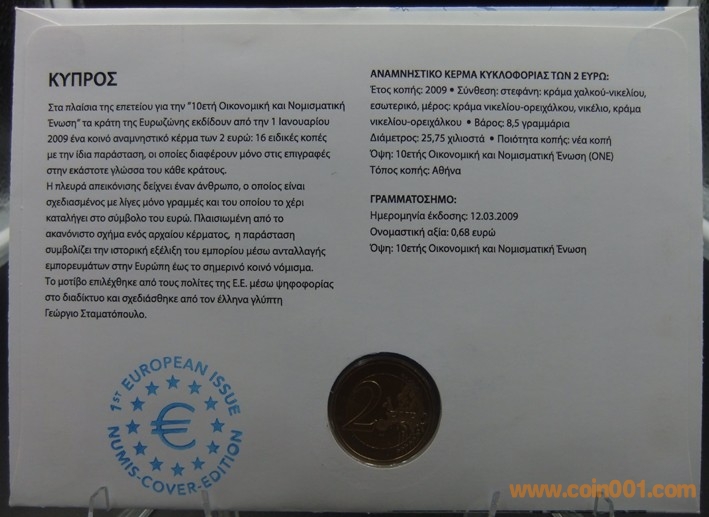 ΚΥΠΡΟΣ
Στα πλαίσια της επετείου για την "10ετή Οικονομική και Νομισματική
Ένωση" τα κράτη της Ευρωζώνης εκδίδουν από την 1 Ιανουαρίου
2009 ένα κοινό αναμνηστικό κέρμα των 2 ευρώ: 16 ειδικές κοπές
με την ίδια παράσταση, οι οποίες διαφέρουν μόνο στις επιγραφές
στην εκάστοτε γλώσσα του κάθε κράτους.
Η πλευρά απεικόνισης δείχνει έναν άνθρωπο, ο οποίος είναι
σχεδιασμένος με λίγες μόνο γραμμές και του οποίου το χέρι
καταλήγει στο σύμβολο του ευρώ. Πλαισιωμένη από το
ακανόνιστο σχήμα ενός αρχαίου κέρματος, η παράσταση
συμβολίζει την ιστορική εξέλιξη του εμπορίου μέσω ανταλλαγής
εμπορευμάτων στην Ευρώπη έως το σημερινό κοινό νόμισμα.
Το μοτίβο επιλέχθηκε από τους πολίτες της Ε.Ε. μέσω ψηφοφορίας
στο διαδίκτυο και σχεδιάσθηκε από τον έλληνα γλύπτη
Γεώργιο Σταματόπουλο.
ΑΝΑΜΝΗΣΤΙΚΟ ΚΕΡΜΑ ΚΥΚΛΟΦΟΡΙΑΣ ΤΩΝ 2 ΕΥΡΩ:
Έτος κοπής: 2009 • Σύνθεση: στεφάνη: κράμα χαλκού-νικελίου,
εσωτερικό, μέρος: κράμα νικελίου-ορειχάλκου, νικέλιο, κράμα
νικελίου-ορειχάλκου • Βάρος: 8,5 γραμμάρια
Διάμετρος: 25,75 χιλιοστά • Ποιότητα κοπής: νέα κοπή
Όψη: 10ετής Οικονομική και Νομισματική Ένωση (ΟΝΕ)
Τόπος κοπής: Αθήνα
ΓΡΑΜΜΑΤΟΣΗΜΟ:
Ημερομηνία έκδοσης: 12.03.2009
Ονομαστική αξία: 0,68 ευρώ
Όψη: 10ετής Οικονομική και Νομισματική Ένωση
1ST EUROPEAN ISSUE
NUMIS-COVER-EDITION
€
2
www.coin001.com